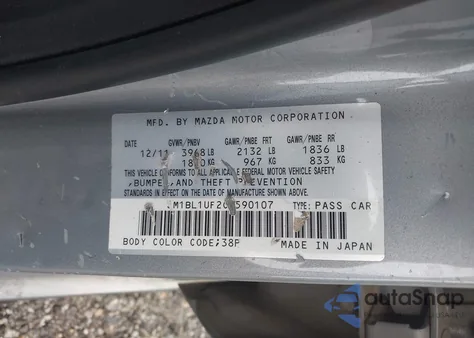 MFD. BY MAZDA MOTOR CORPORATION
DATE GVWR/PNBV GAWR/PNBE FRT GAWR/PNBE RR
12/11 LB 2132 LB 1836 LB
KG 967 KG 833 KG
THIS VEHICLE CONFORMS TO ALL APPLICABLE FEDERAL MOTOR VEHICLE SAFETY,
BUMPER, AND THEFT PREVENTION
STANDARDS IN EFFECT ON THE DATE OF MANUFACTURE SHOWN ABOVE.
TYPE: PASS CAR
BODY COLOR CODE;38P MADE IN JAPAN
autoSnap